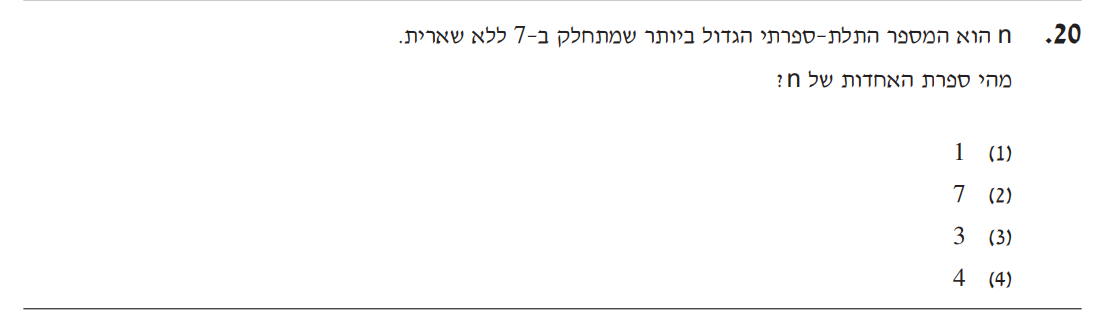 20. n הוא המספר התלת-ספרתי הגדול ביותר שמתחלק ב-7 ללא שארית.
מהי ספרת האחדות של n?
(1) 1
(2) 7
(3) 3
(4) 4